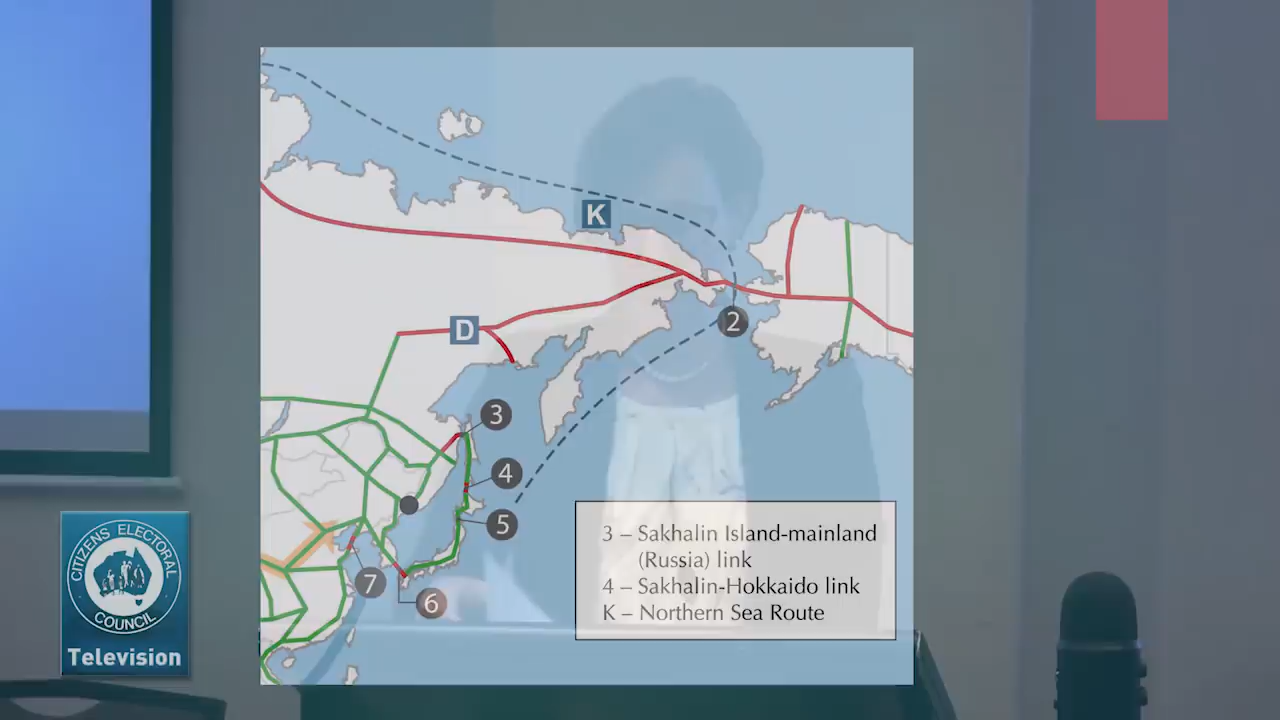 K
D
2
3
4
5
7
6
3 – Sakhalin Island-mainland
(Russia) link
4 – Sakhalin-Hokkaido link
K – Northern Sea Route
CITIZENS ELECTORAL
COUNCIL
Television